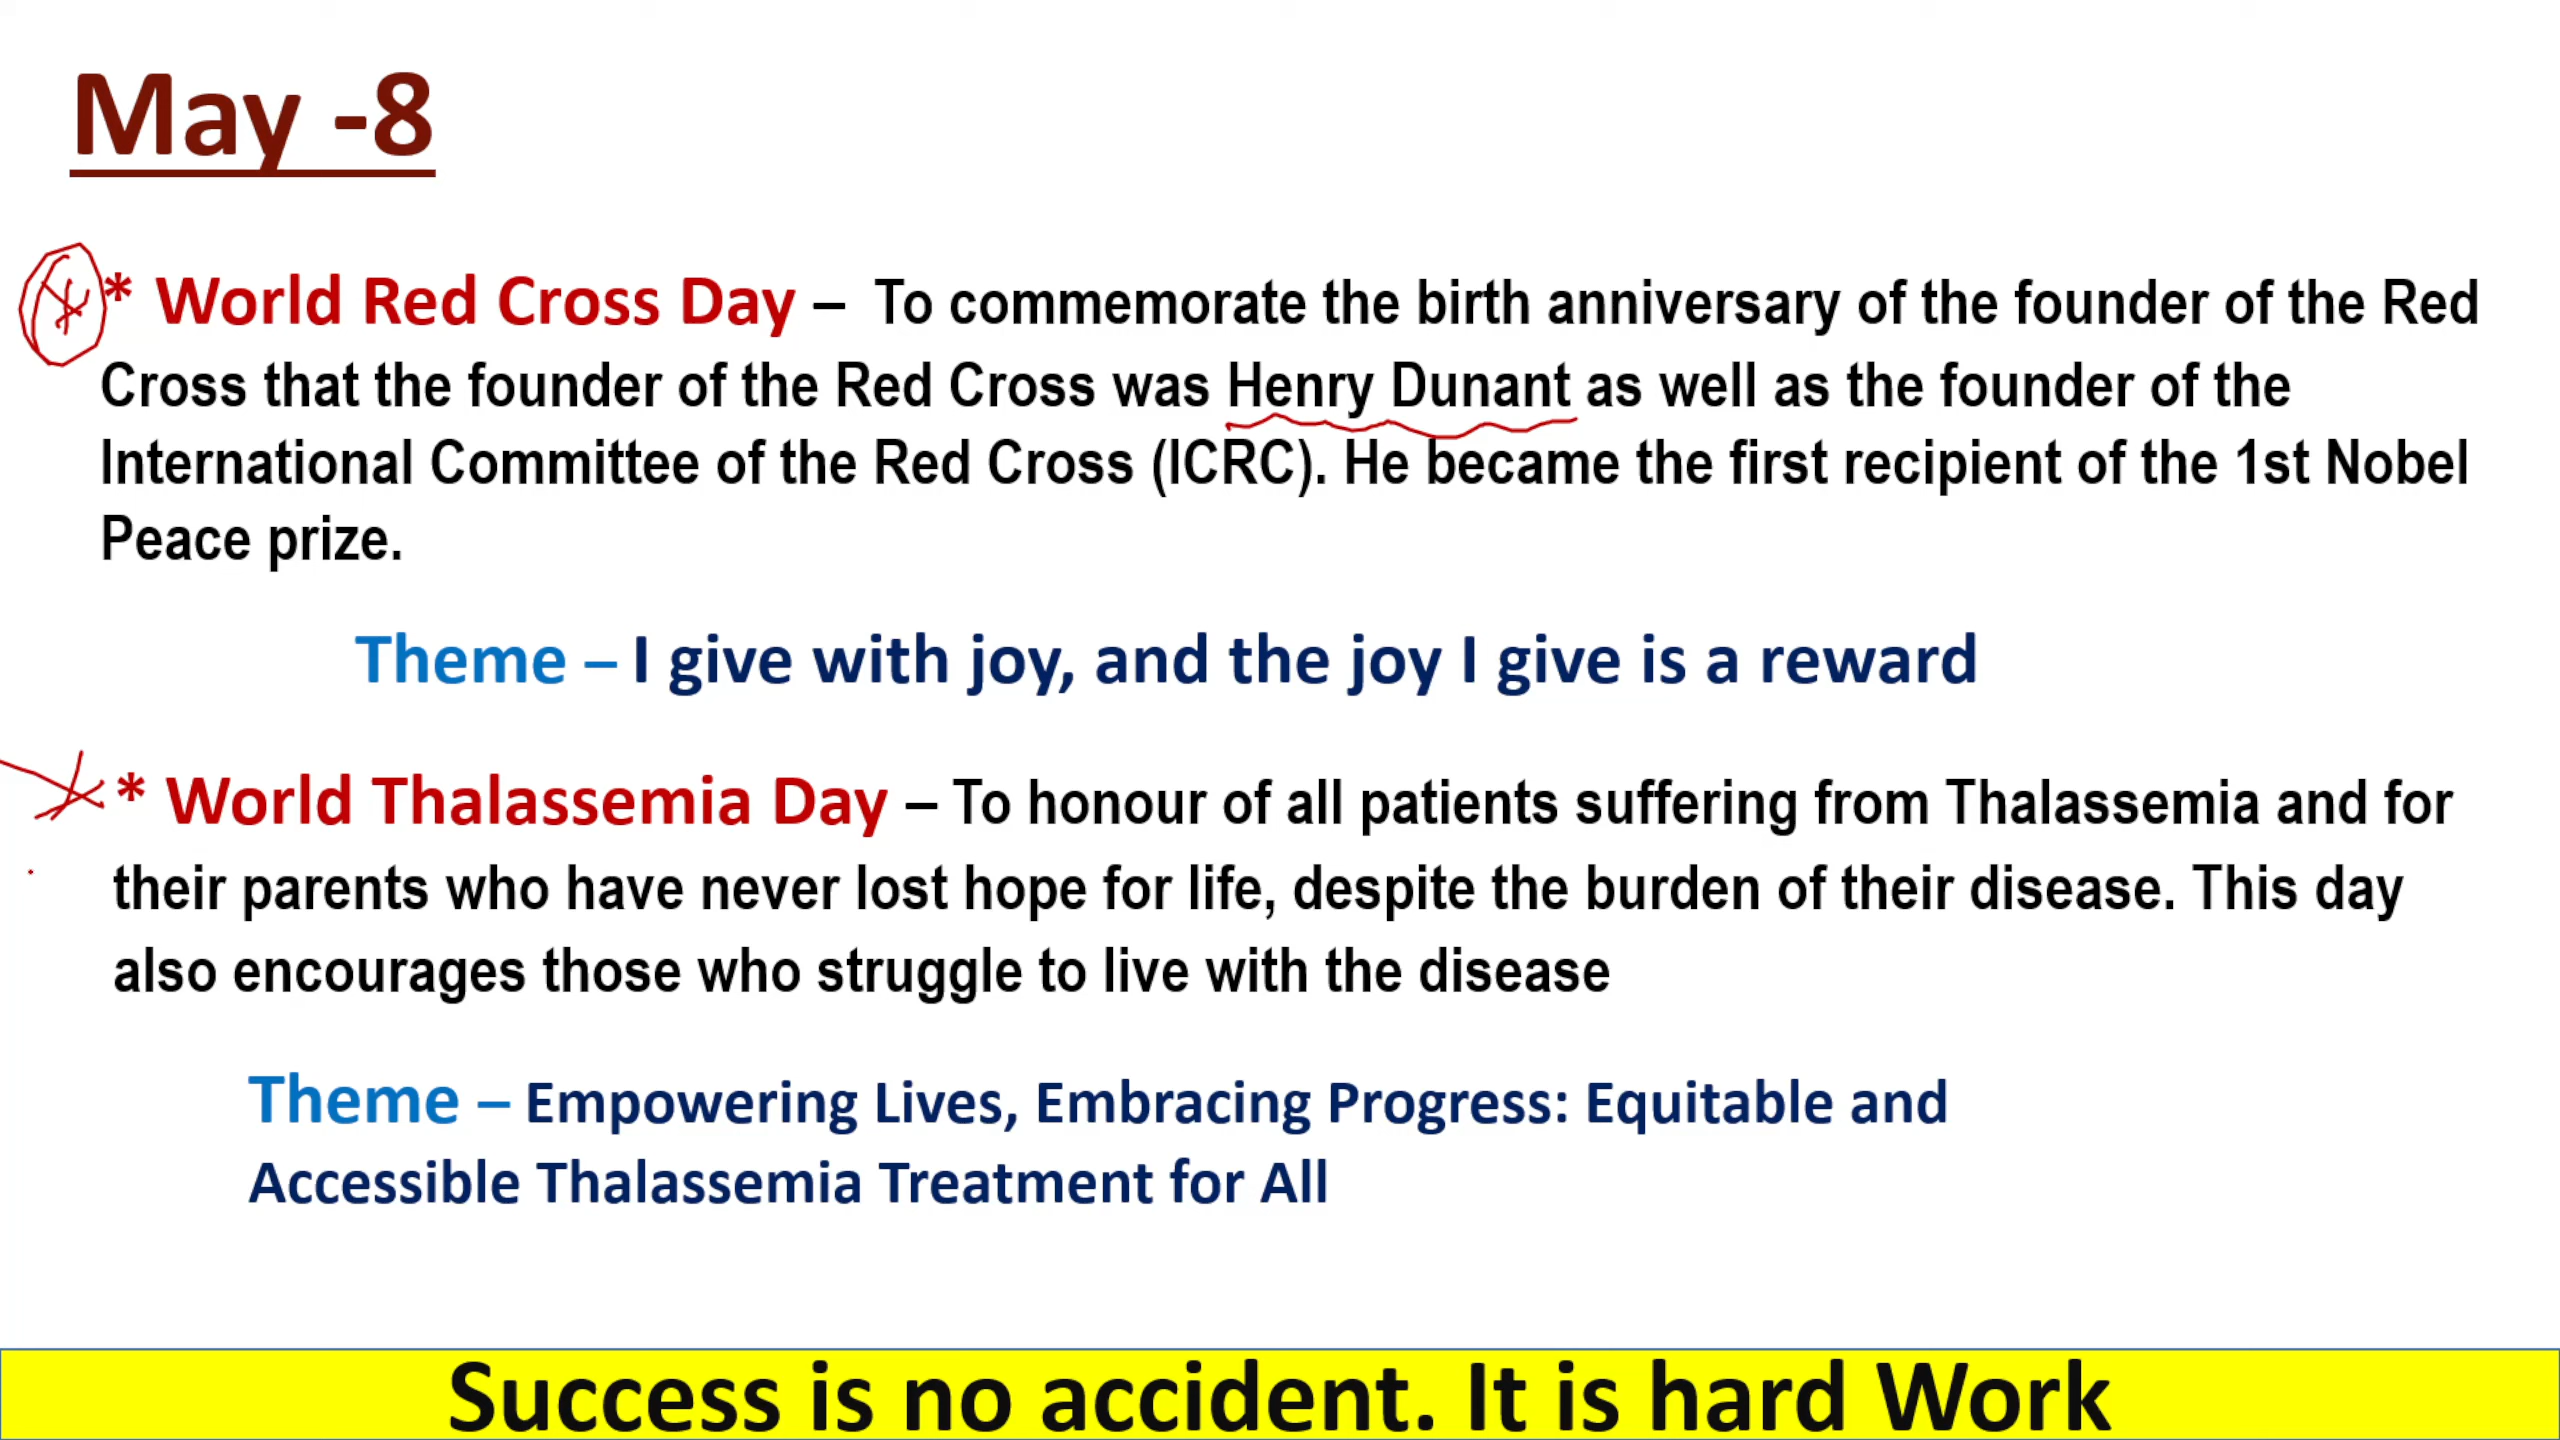 May -8
* World Red Cross Day – To commemorate the birth anniversary of the founder of the Red
Cross that the founder of the Red Cross was Henry Dunant as well as the founder of the
International Committee of the Red Cross (ICRC). He became the first recipient of the 1st Nobel
Peace prize.
Theme – I give with joy, and the joy I give is a reward
* World Thalassemia Day – To honour of all patients suffering from Thalassemia and for
their parents who have never lost hope for life, despite the burden of their disease. This day
also encourages those who struggle to live with the disease
Theme – Empowering Lives, Embracing Progress: Equitable and
Accessible Thalassemia Treatment for All
Success is no accident. It is hard Work